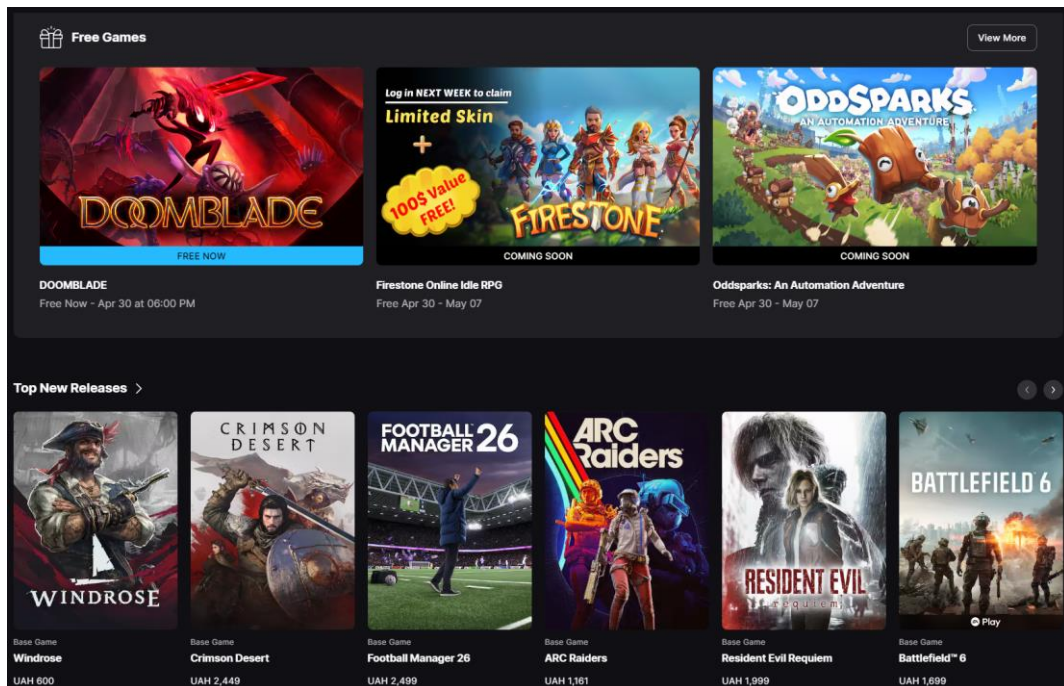 Free Games
View More
DOOMBLADE
FREE NOW
DOOMBLADE
Free Now - Apr 30 at 06:00 PM
Log in NEXT WEEK to claim
Limited Skin
+
100$ Value
FREE!
FIRESTONE
COMING SOON
Firestone Online Idle RPG
Free Apr 30 - May 07
ODDSPARKS
AN AUTOMATION ADVENTURE
COMING SOON
Oddsparks: An Automation Adventure
Free Apr 30 - May 07
Top New Releases
WINDROSE
Base Game
Windrose
UAH 600
CRIMSON
DESERT
Base Game
Crimson Desert
UAH 2,449
FOOTBALL
MANAGER 26
Base Game
Football Manager 26
UAH 2,499
ARC
Raiders
Base Game
ARC Raiders
UAH 1,161
RESIDENT EVIL
requiem
Base Game
Resident Evil Requiem
UAH 1,999
BATTLEFIELD 6
EA Play
Base Game
Battlefield™ 6
UAH 1,699